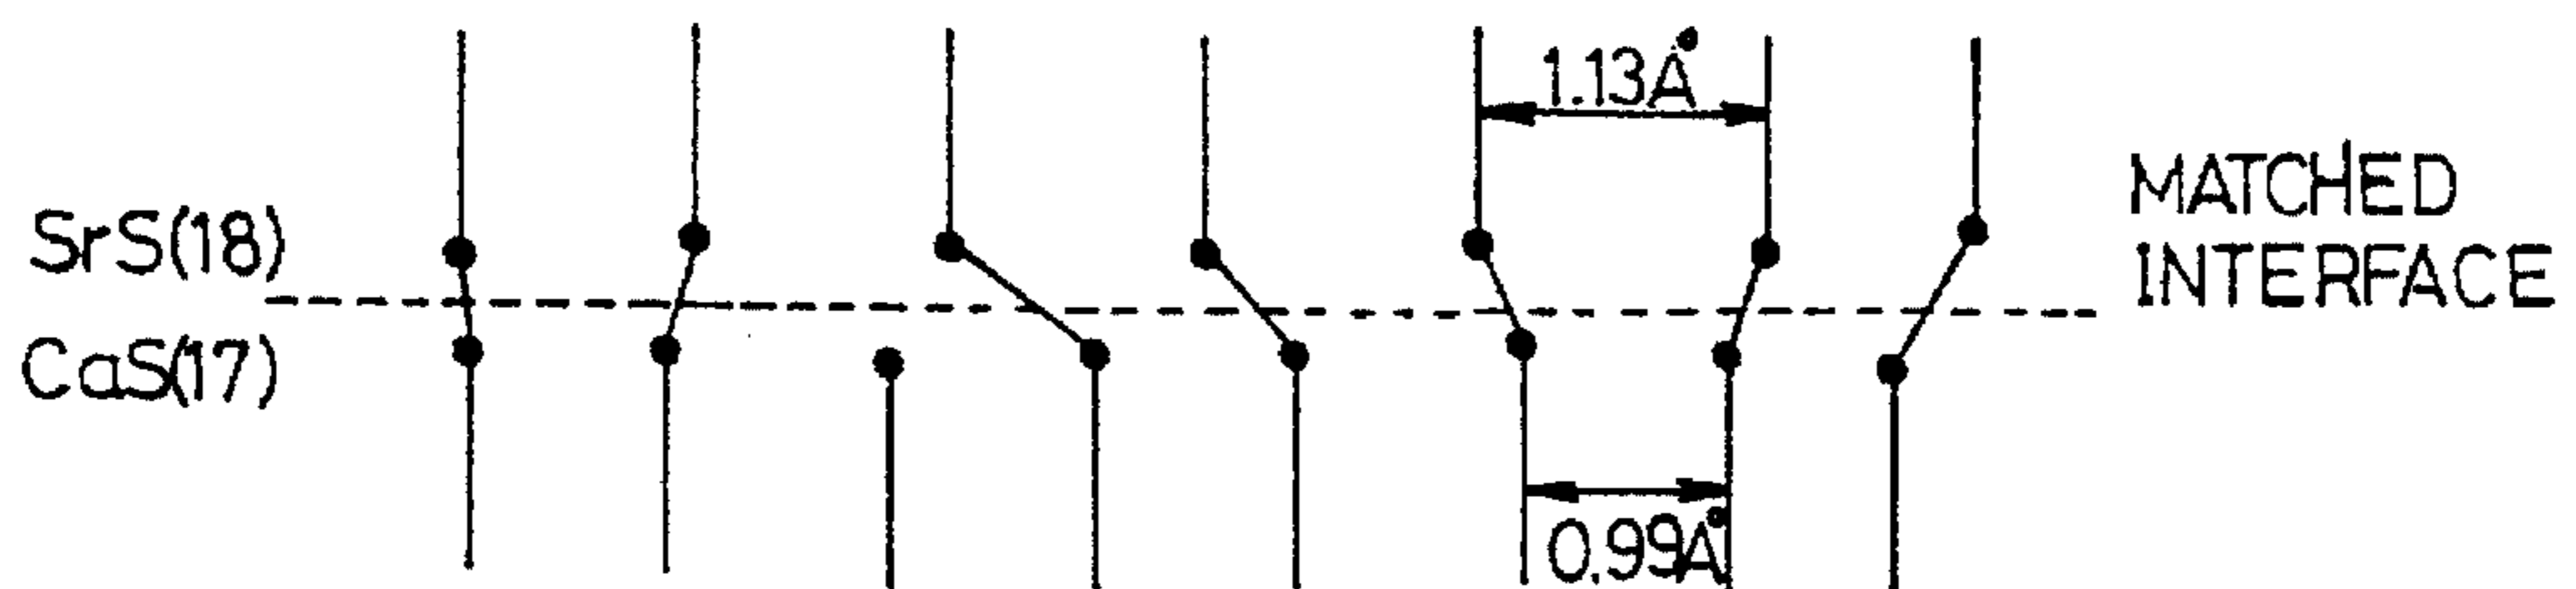 1.13Å
SrS(18)
CaS(17)
MATCHED
INTERFACE
0.99Å